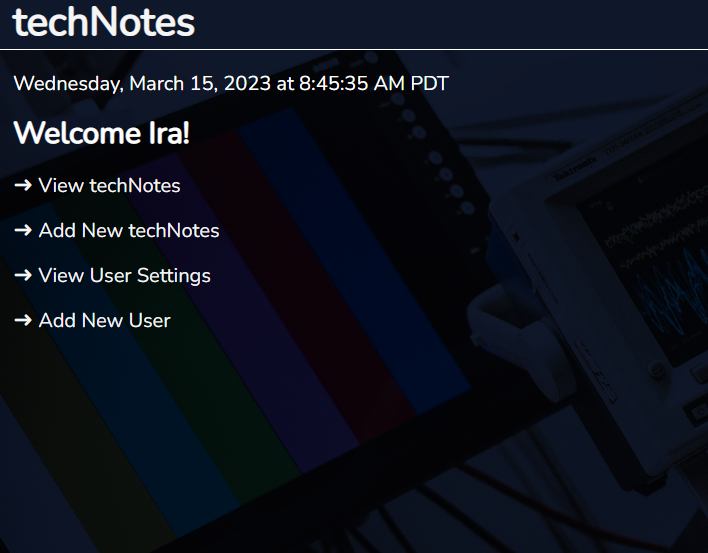 techNotes
Wednesday, March 15, 2023 at 8:45:35 AM PDT
Welcome Ira!
➜ View techNotes
➜ Add New techNotes
➜ View User Settings
➜ Add New User
Tektronix